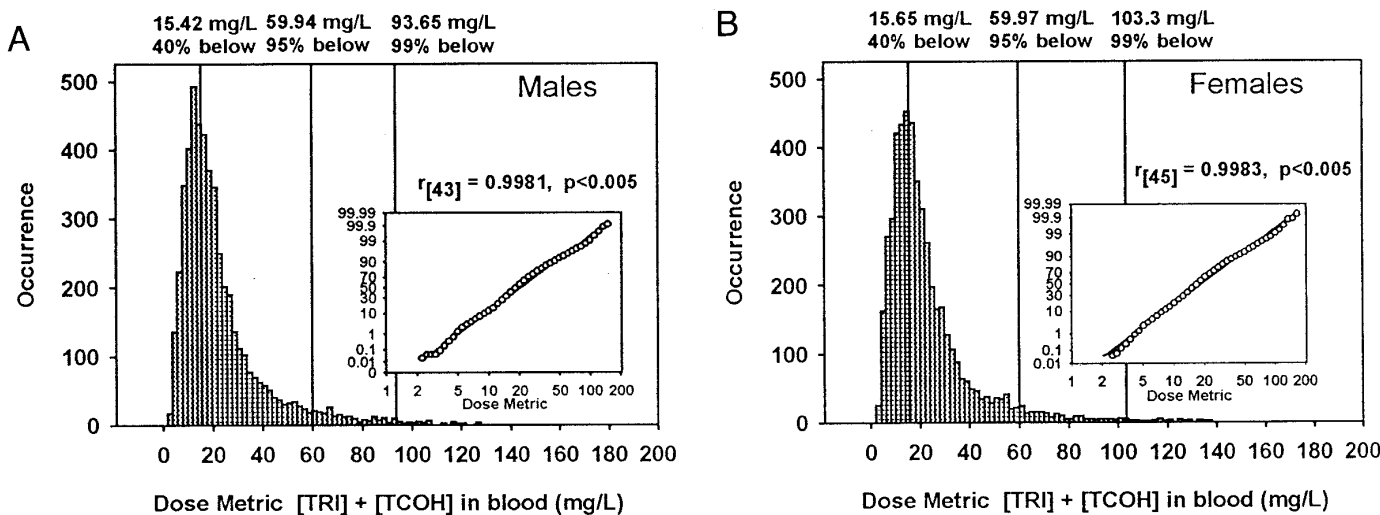 A
15.42 mg/L 59.94 mg/L 93.65 mg/L
40% below 95% below 99% below
Males
r[43] = 0.9981, p<0.005
Occurrence
500
400
300
200
100
0
99.99
99.9
99
90
70
50
30
10
1
0.1
0.01
0
1 2 5 10 20 50 100 200
Dose Metric
0 20 40 60 80 100 120 140 160 180 200
Dose Metric [TRI] + [TCOH] in blood (mg/L)
B
15.65 mg/L 59.97 mg/L 103.3 mg/L
40% below 95% below 99% below
Females
r[45] = 0.9983, p<0.005
Occurrence
500
400
300
200
100
0
99.99
99.9
99
90
70
50
30
10
1
0.1
0.01
1 2 5 10 20 50 100 200
Dose Metric
0 20 40 60 80 100 120 140 160 180 200
Dose Metric [TRI] + [TCOH] in blood (mg/L)